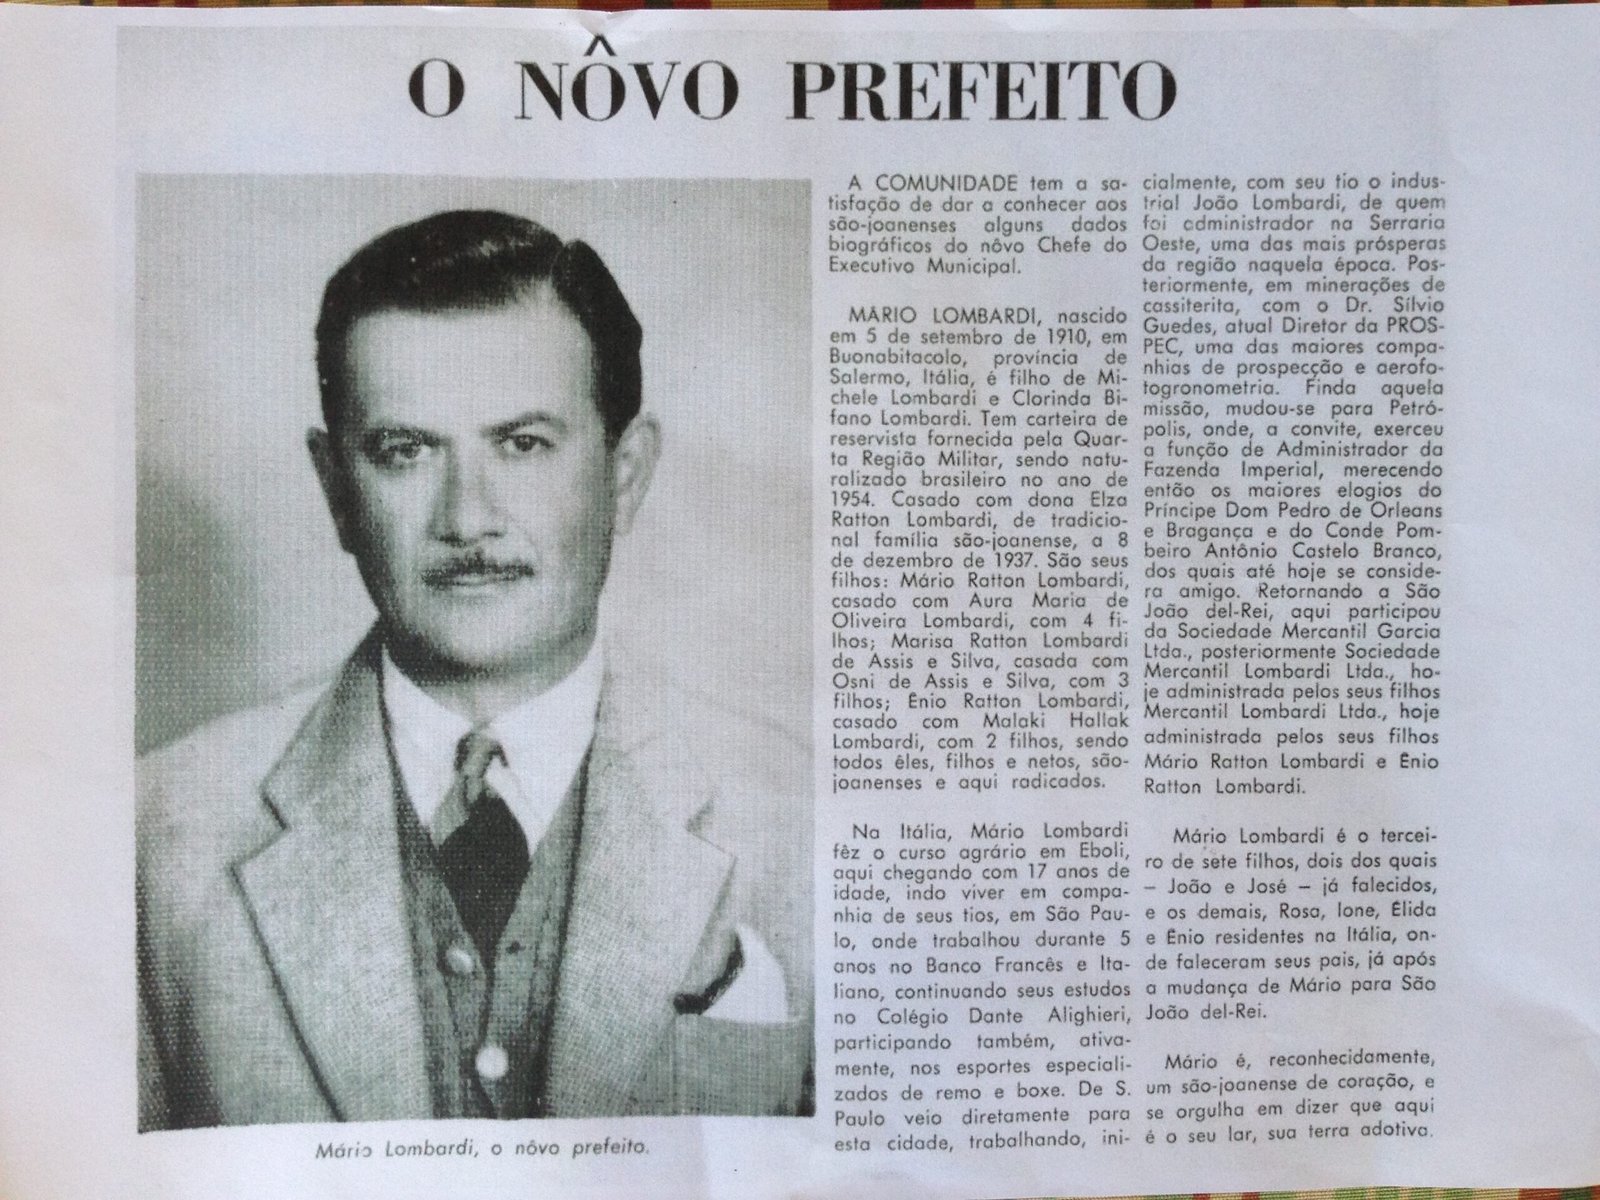 O NÔVO PREFEITO
A COMUNIDADE tem a sa-
tisfação de dar a conhecer aos
são-joanenses alguns dados
biográficos do nôvo Chefe do
Executivo Municipal.
MÁRIO LOMBARDI, nascido
em 5 de setembro de 1910, em
Buonabitacolo, província de
Salermo, Itália, é filho de Mi-
chele Lombardi e Clorinda Bi-
fano Lombardi. Tem carteira de
reservista fornecida pela Quar-
ta Região Militar, sendo natu-
ralizado brasileiro no ano de
1954. Casado com dona Elza
Ratton Lombardi, de tradicio-
nal família são-joanense, a 8
de dezembro de 1937. São seus
filhos: Mário Ratton Lombardi,
casado com Aura Maria de
Oliveira Lombardi, com 4 fi-
lhos; Marisa Ratton Lombardi
de Assis e Silva, casada com
Osni de Assis e Silva, com 3
filhos; Ênio Ratton Lombardi,
casado com Malaki Hallak
Lombardi, com 2 filhos, sendo
todos êles, filhos e netos, são-
joanenses e aqui radicados.
Na Itália, Mário Lombardi
fêz o curso agrário em Eboli,
aqui chegando com 17 anos de
idade, indo viver em compa-
nhia de seus tios, em São Pau-
lo, onde trabalhou durante 5
anos no Banco Francês e Ita-
liano, continuando seus estudos
no Colégio Dante Alighieri,
participando também, ativa-
mente, nos esportes especiali-
zados de remo e boxe. De S.
Paulo veio diretamente para
esta cidade, trabalhando, ini-
cialmente, com seu tio o indus-
trial João Lombardi, de quem
foi administrador na Serraria
Oeste, uma das mais prósperas
da região naquela época. Pos-
teriormente, em minerações de
cassiterita, com o Dr. Sílvio
Guedes, atual Diretor da PROS-
PEC, uma das maiores compa-
nhias de prospecção e aerofo-
togronometria. Finda aquela
missão, mudou-se para Petró-
polis, onde, a convite, exerceu
a função de Administrador da
Fazenda Imperial, merecendo
então os maiores elogios do
Príncipe Dom Pedro de Orleans
e Bragança e do Conde Pom-
beiro Antônio Castelo Branco,
dos quais até hoje se conside-
ra amigo. Retornando a São
João del-Rei, aqui participou
da Sociedade Mercantil Garcia
Ltda., posteriormente Sociedade
Mercantil Lombardi Ltda., ho-
je administrada pelos seus filhos
Mercantil Lombardi Ltda., hoje
administrada pelos seus filhos
Mário Ratton Lombardi e Ênio
Ratton Lombardi.
Mário Lombardi é o tercei-
ro de sete filhos, dois dos quais
– João e José – já falecidos,
e os demais, Rosa, Ione, Élida
e Ênio residentes na Itália, on-
de faleceram seus pais, já após
a mudança de Mário para São
João del-Rei.
Mário é, reconhecidamente,
um são-joanense de coração, e
se orgulha em dizer que aqui
é o seu lar, sua terra adotiva.
Mário Lombardi, o nôvo prefeito.